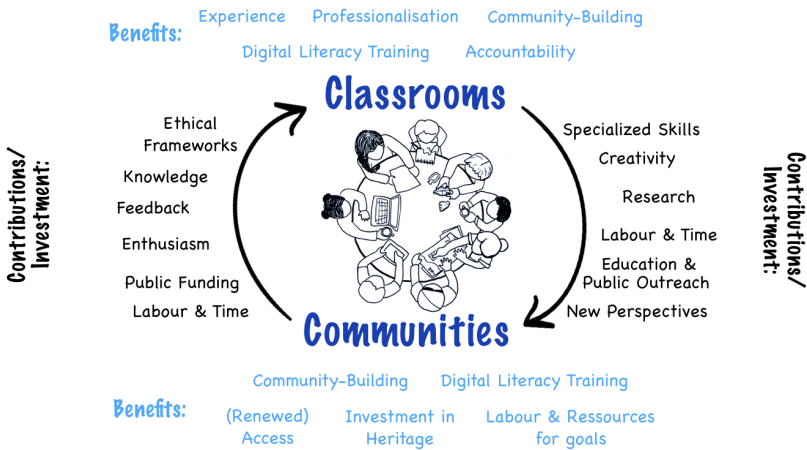 Benefits:
Experience Professionalisation Community-Building
Digital Literacy Training Accountability
Classrooms
Contributions/
Investment:
Ethical
Frameworks
Knowledge
Feedback
Enthusiasm
Public Funding
Labour & Time
Specialized Skills
Creativity
Research
Labour & Time
Education &
Public Outreach
New Perspectives
Contributions/
Investment:
Communities
Benefits:
Community-Building Digital Literacy Training
(Renewed)
Access
Investment in
Heritage
Labour & Ressources
for goals